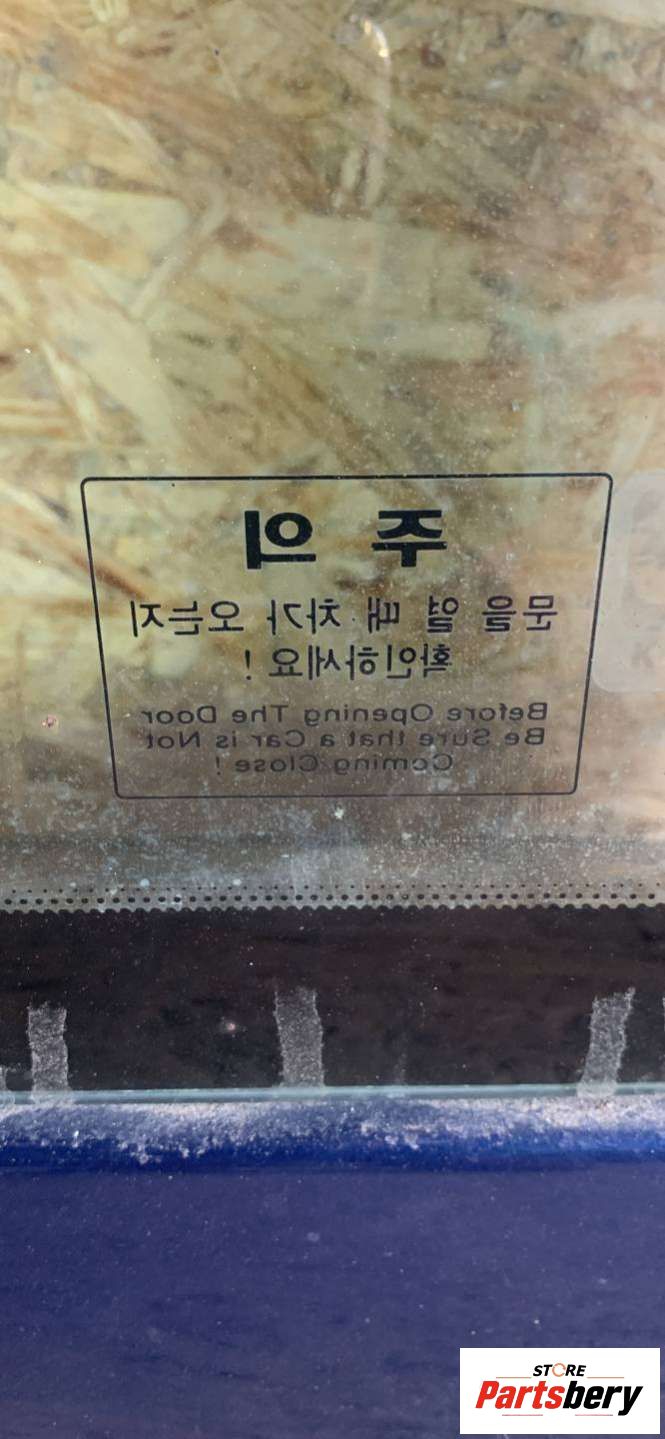 주 의
문을 열 때 차가 오는지
확인하세요 !
Before Opening The Door
Be Sure that a Car is Not
Coming Close !
K
STORE
Partsbery